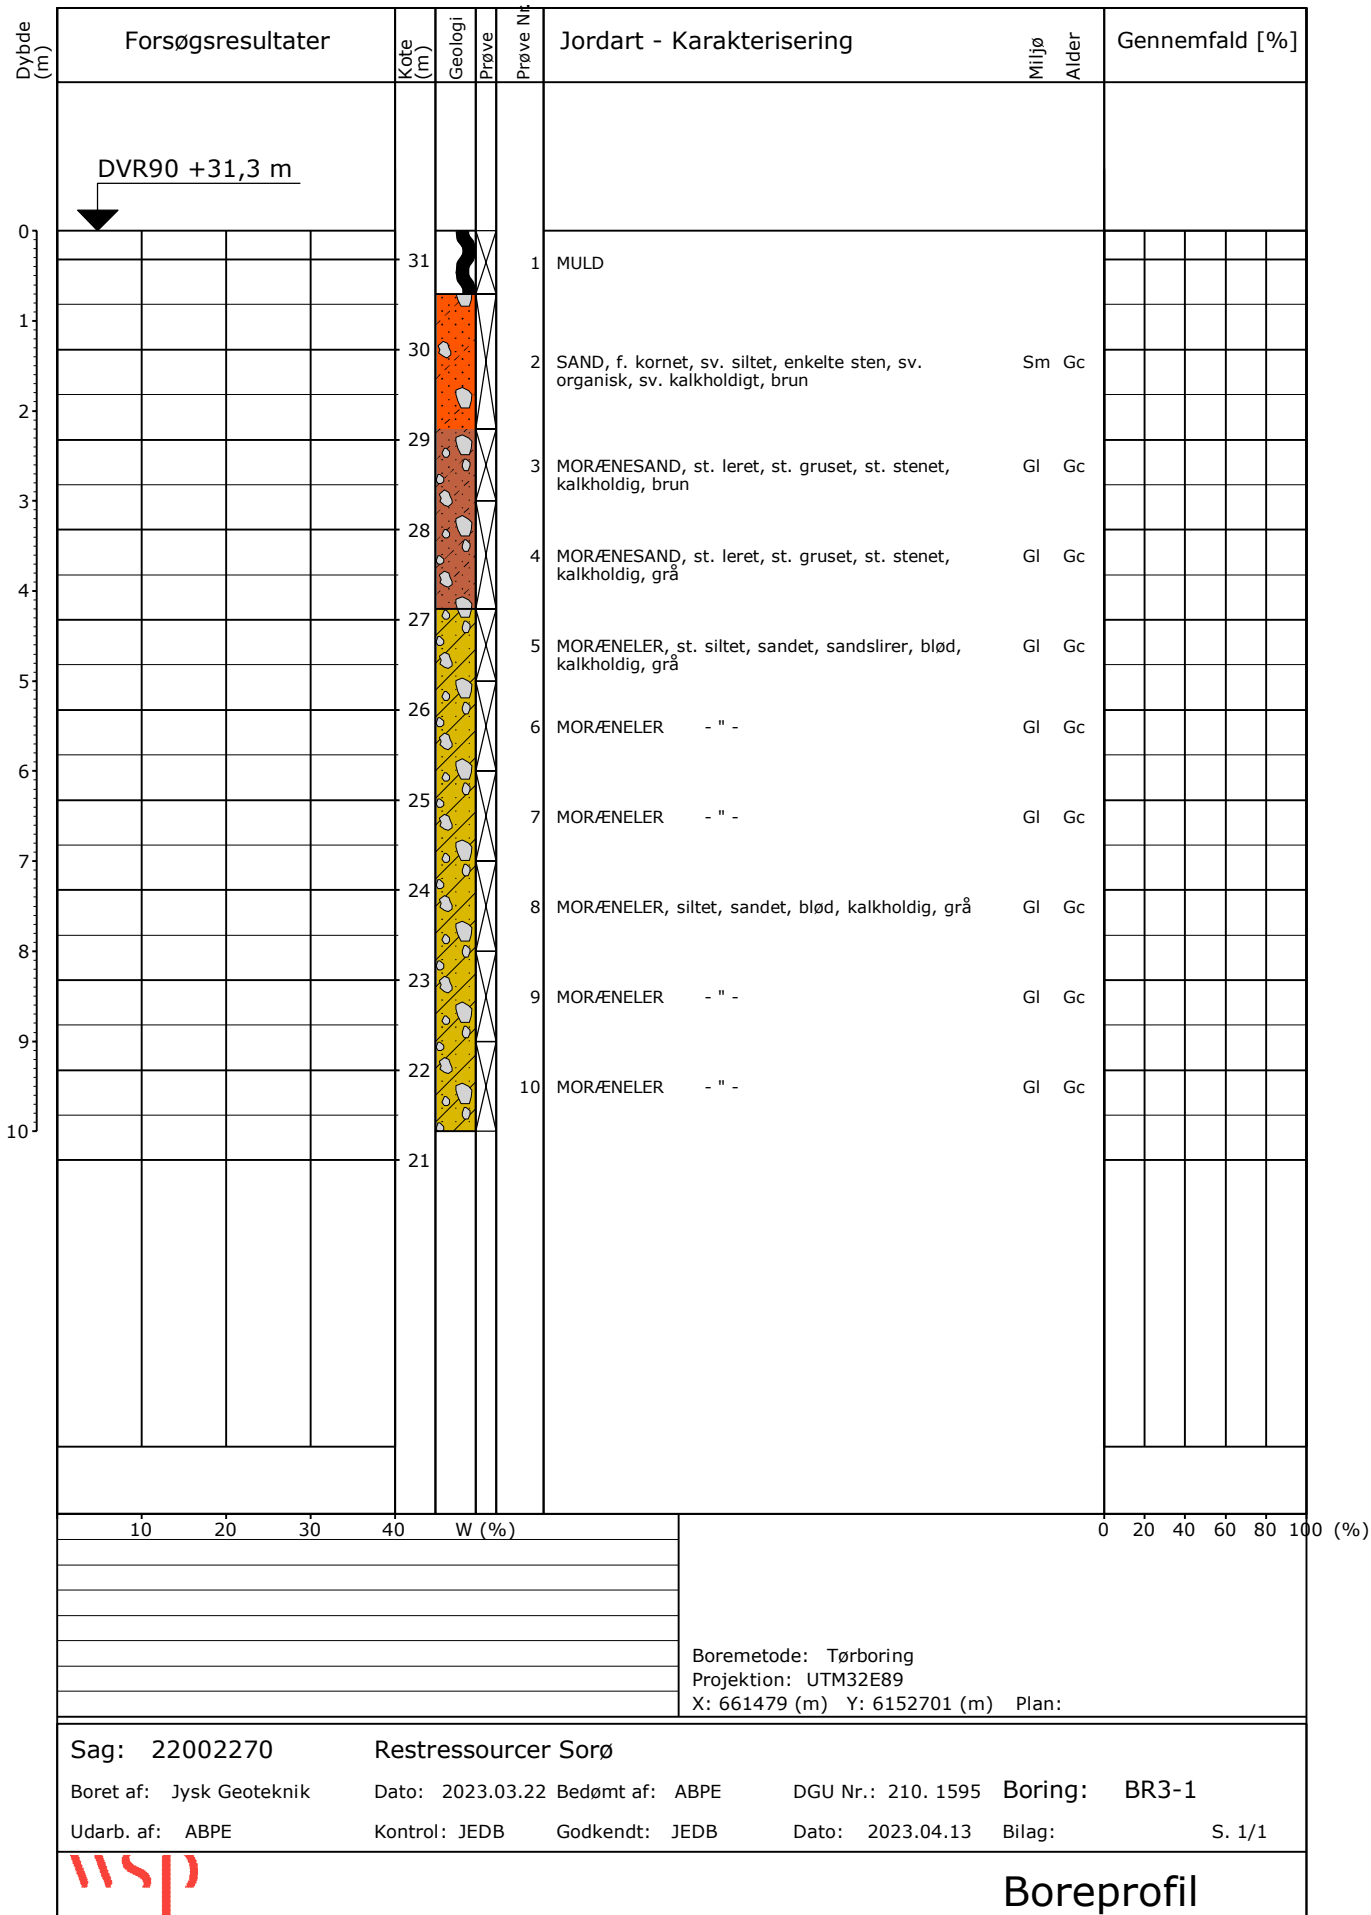 Dybde (m)
Forsøgsresultater
Kote (m)
Geologi
Prøve
Prøve Nr.
Jordart - Karakterisering
Miljø
Alder
Gennemfald [%]
DVR90 +31,3 m
0
31
1 MULD
1
30
2 SAND, f. kornet, sv. siltet, enkelte sten, sv. Sm Gc
organisk, sv. kalkholdigt, brun
2
29
3 MORÆNESAND, st. leret, st. gruset, st. stenet, Gl Gc
kalkholdig, brun
3
28
4 MORÆNESAND, st. leret, st. gruset, st. stenet, Gl Gc
kalkholdig, grå
4
27
5 MORÆNELER, st. siltet, sandet, sandslirer, blød, Gl Gc
kalkholdig, grå
5
26
6 MORÆNELER - " - Gl Gc
6
25
7 MORÆNELER - " - Gl Gc
7
24
8 MORÆNELER, siltet, sandet, blød, kalkholdig, grå Gl Gc
8
23
9 MORÆNELER - " - Gl Gc
9
22
10 MORÆNELER - " - Gl Gc
10
21
10 20 30 40 W (%) 0 20 40 60 80 100 (%)
Boremetode: Tørboring
Projektion: UTM32E89
X: 661479 (m) Y: 6152701 (m) Plan:
Sag: 22002270 Restressourcer Sorø
Boret af: Jysk Geoteknik Dato: 2023.03.22 Bedømt af: ABPE DGU Nr.: 210. 1595 Boring: BR3-1
Udarb. af: ABPE Kontrol: JEDB Godkendt: JEDB Dato: 2023.04.13 Bilag: S. 1/1
wsp
Boreprofil